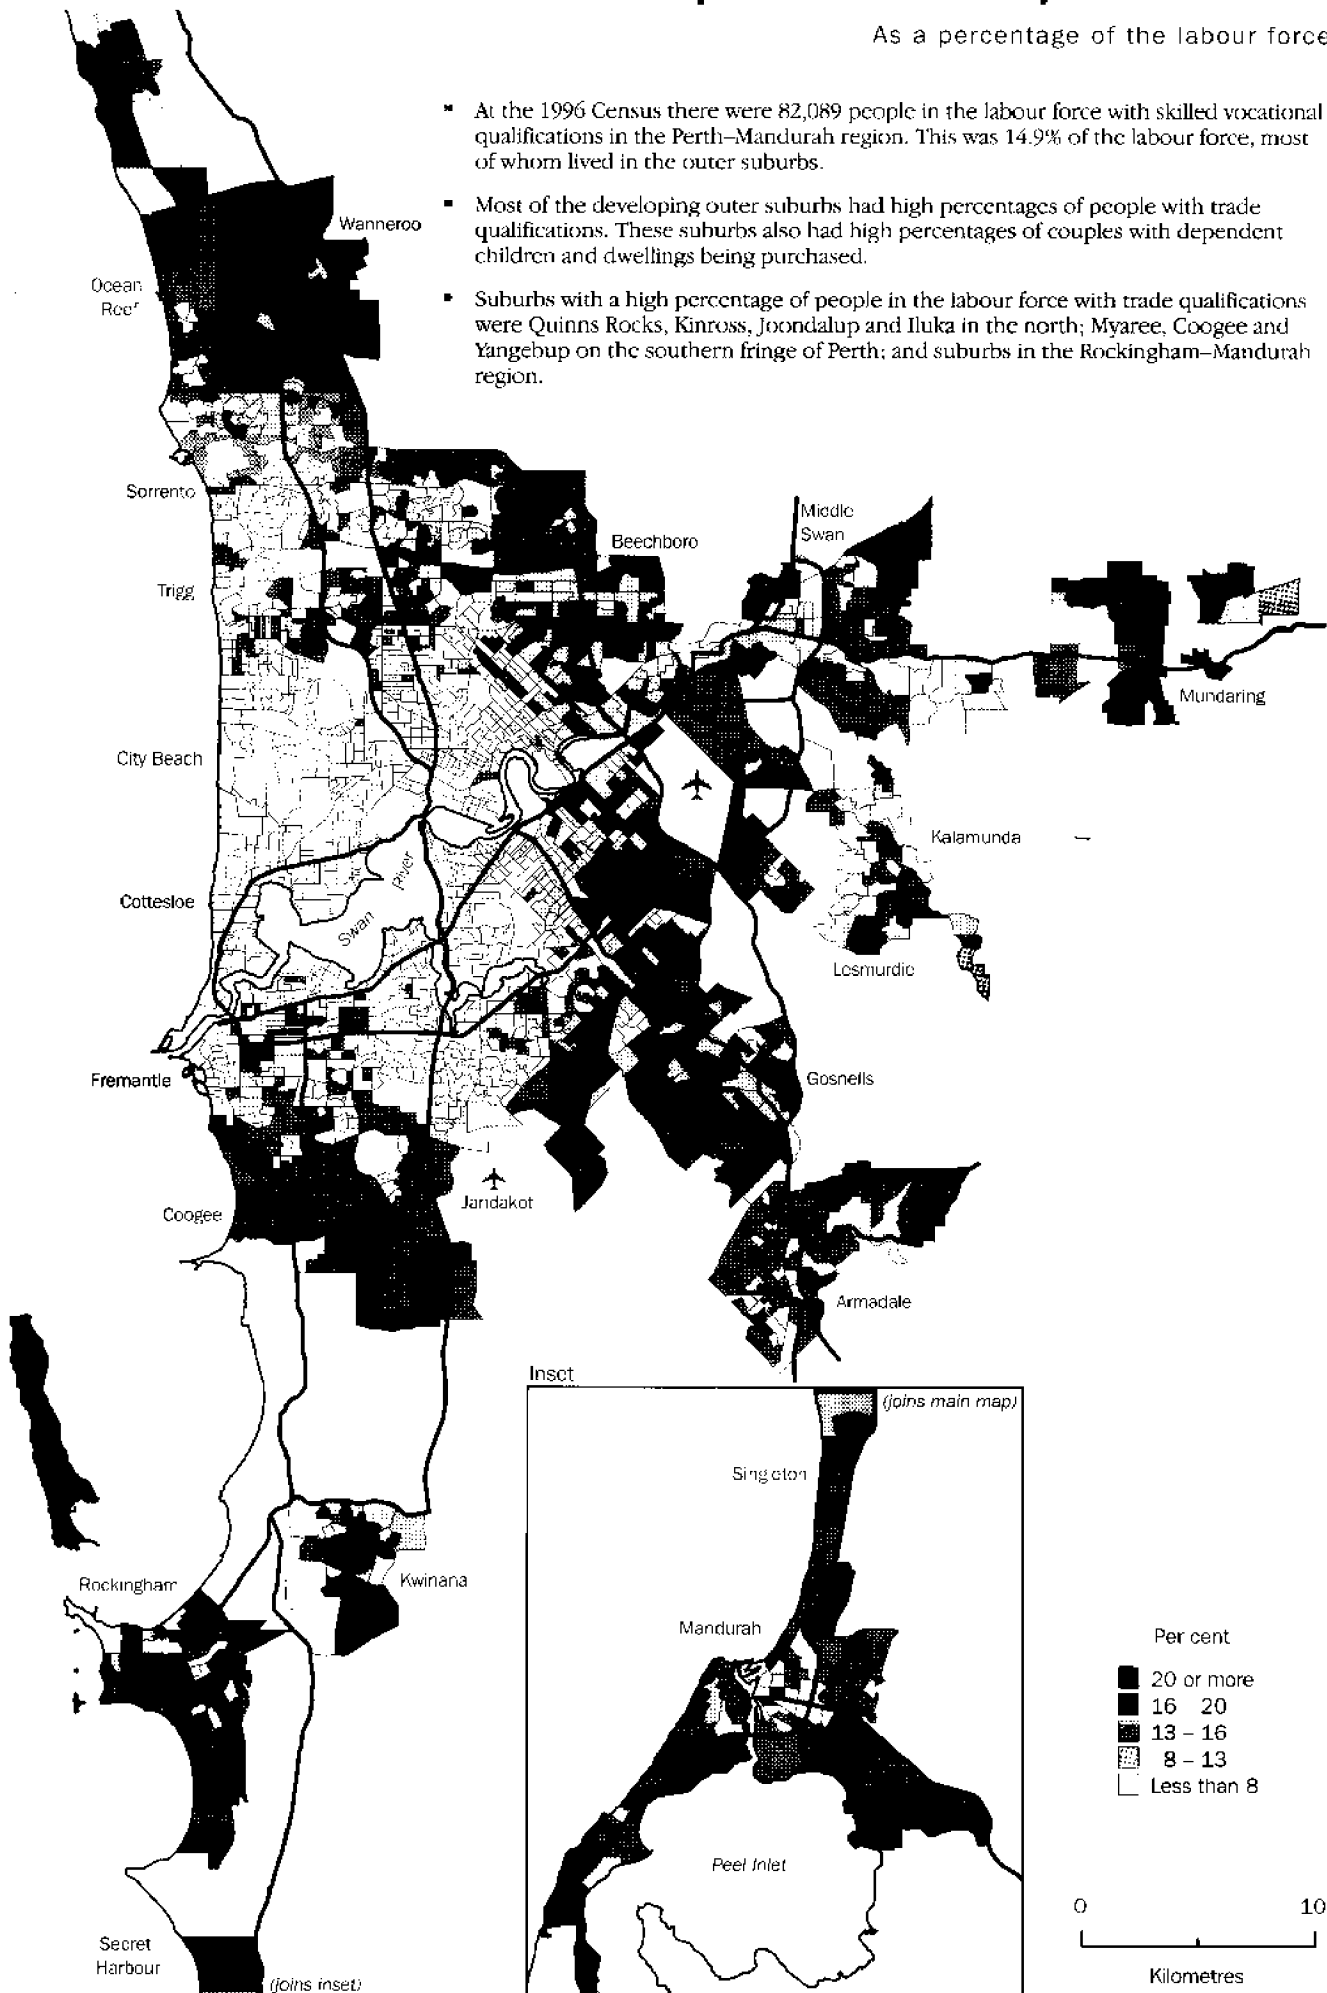 As a percentage of the labour force
At the 1996 Census there were 82,089 people in the labour force with skilled vocational
qualifications in the Perth–Mandurah region. This was 14.9% of the labour force, most
of whom lived in the outer suburbs.
Most of the developing outer suburbs had high percentages of people with trade
qualifications. These suburbs also had high percentages of couples with dependent
children and dwellings being purchased.
Suburbs with a high percentage of people in the labour force with trade qualifications
were Quinns Rocks, Kinross, Joondalup and Iluka in the north; Myaree, Coogee and
Yangebup on the southern fringe of Perth; and suburbs in the Rockingham–Mandurah
region.
Wanneroo
Ocean
Reef
Sorrento
Middle
Swan
Beechboro
Trigg
Mundaring
City Beach
Kalamunda
Swan River
Cottesloe
Lesmurdie
Fremantle
Gosnells
Jandakot
Coogee
Armadale
Inset
(joins main map)
Singleton
Rockingham
Kwinana
Mandurah
Per cent
20 or more
16 20
13 – 16
8 – 13
Less than 8
Peel Inlet
0 10
Kilometres
Secret
Harbour
(joins inset)